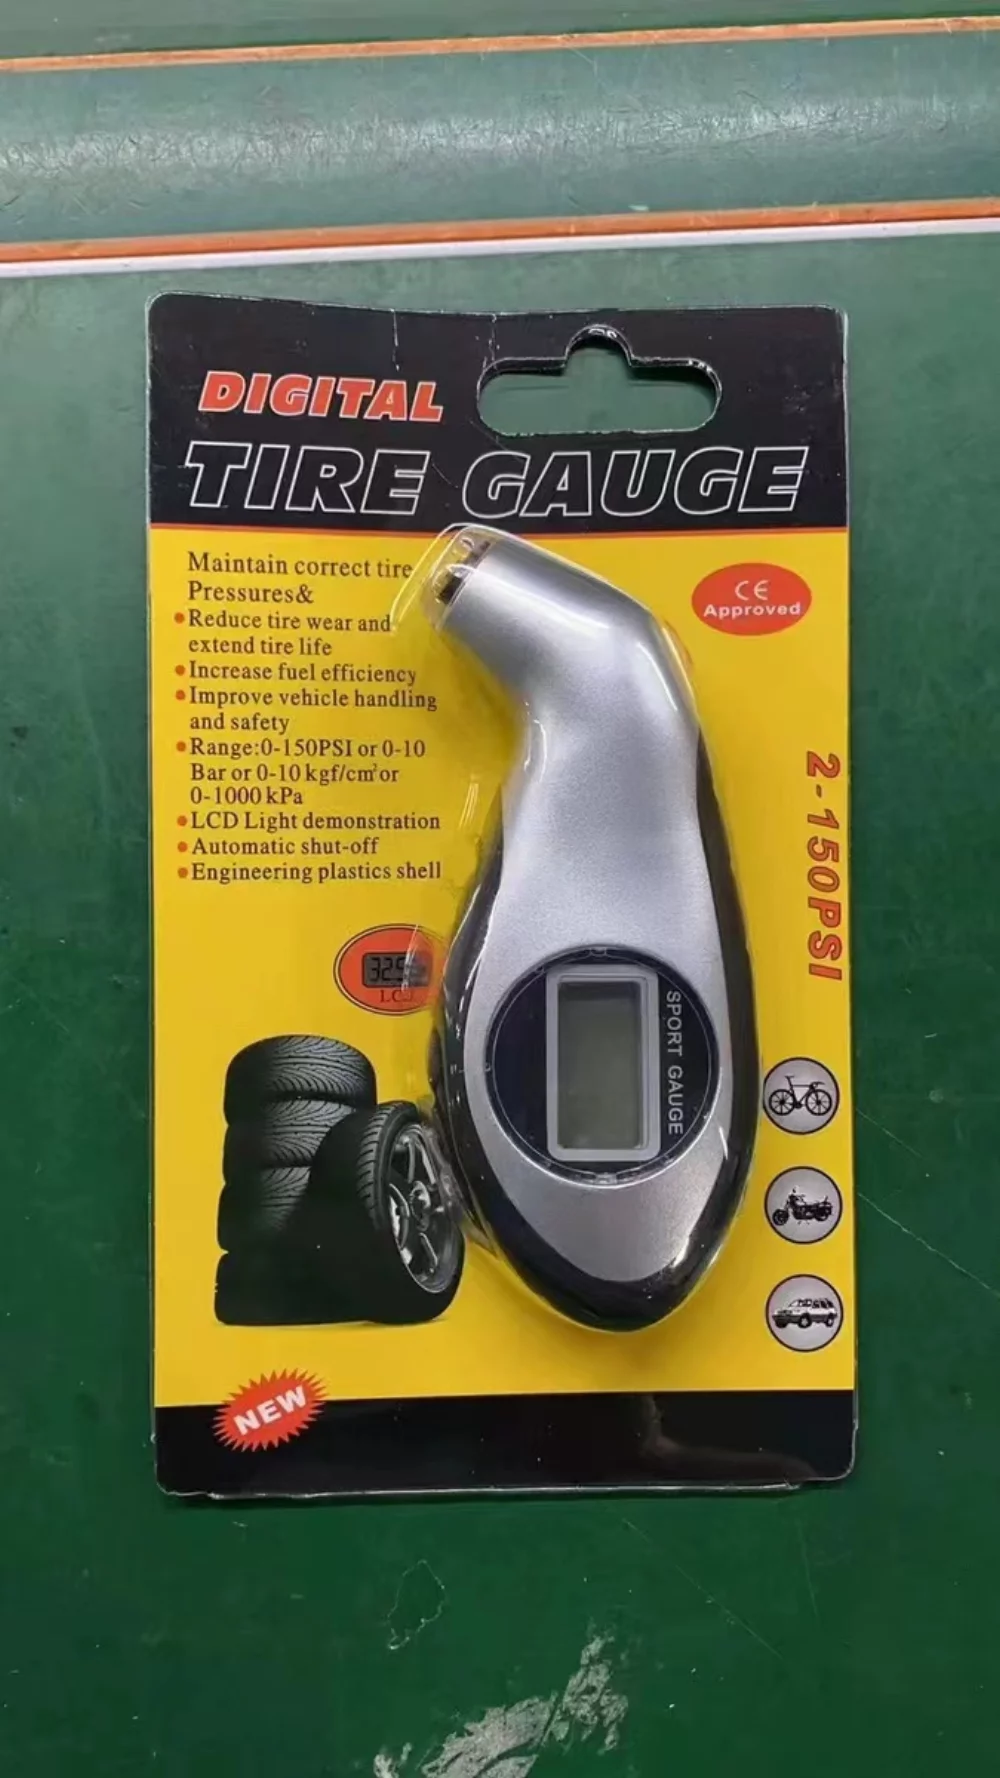 DIGITAL
TIRE GAUGE
Maintain correct tire
Pressures&
•Reduce tire wear and
extend tire life
•Increase fuel efficiency
•Improve vehicle handling
and safety
•Range:0-150PSI or 0-10
Bar or 0-10 kgf/cm² or
0-1000 kPa
•LCD Light demonstration
•Automatic shut-off
•Engineering plastics shell
CE
Approved
2-150PSI
SPORT GAUGE
NEW